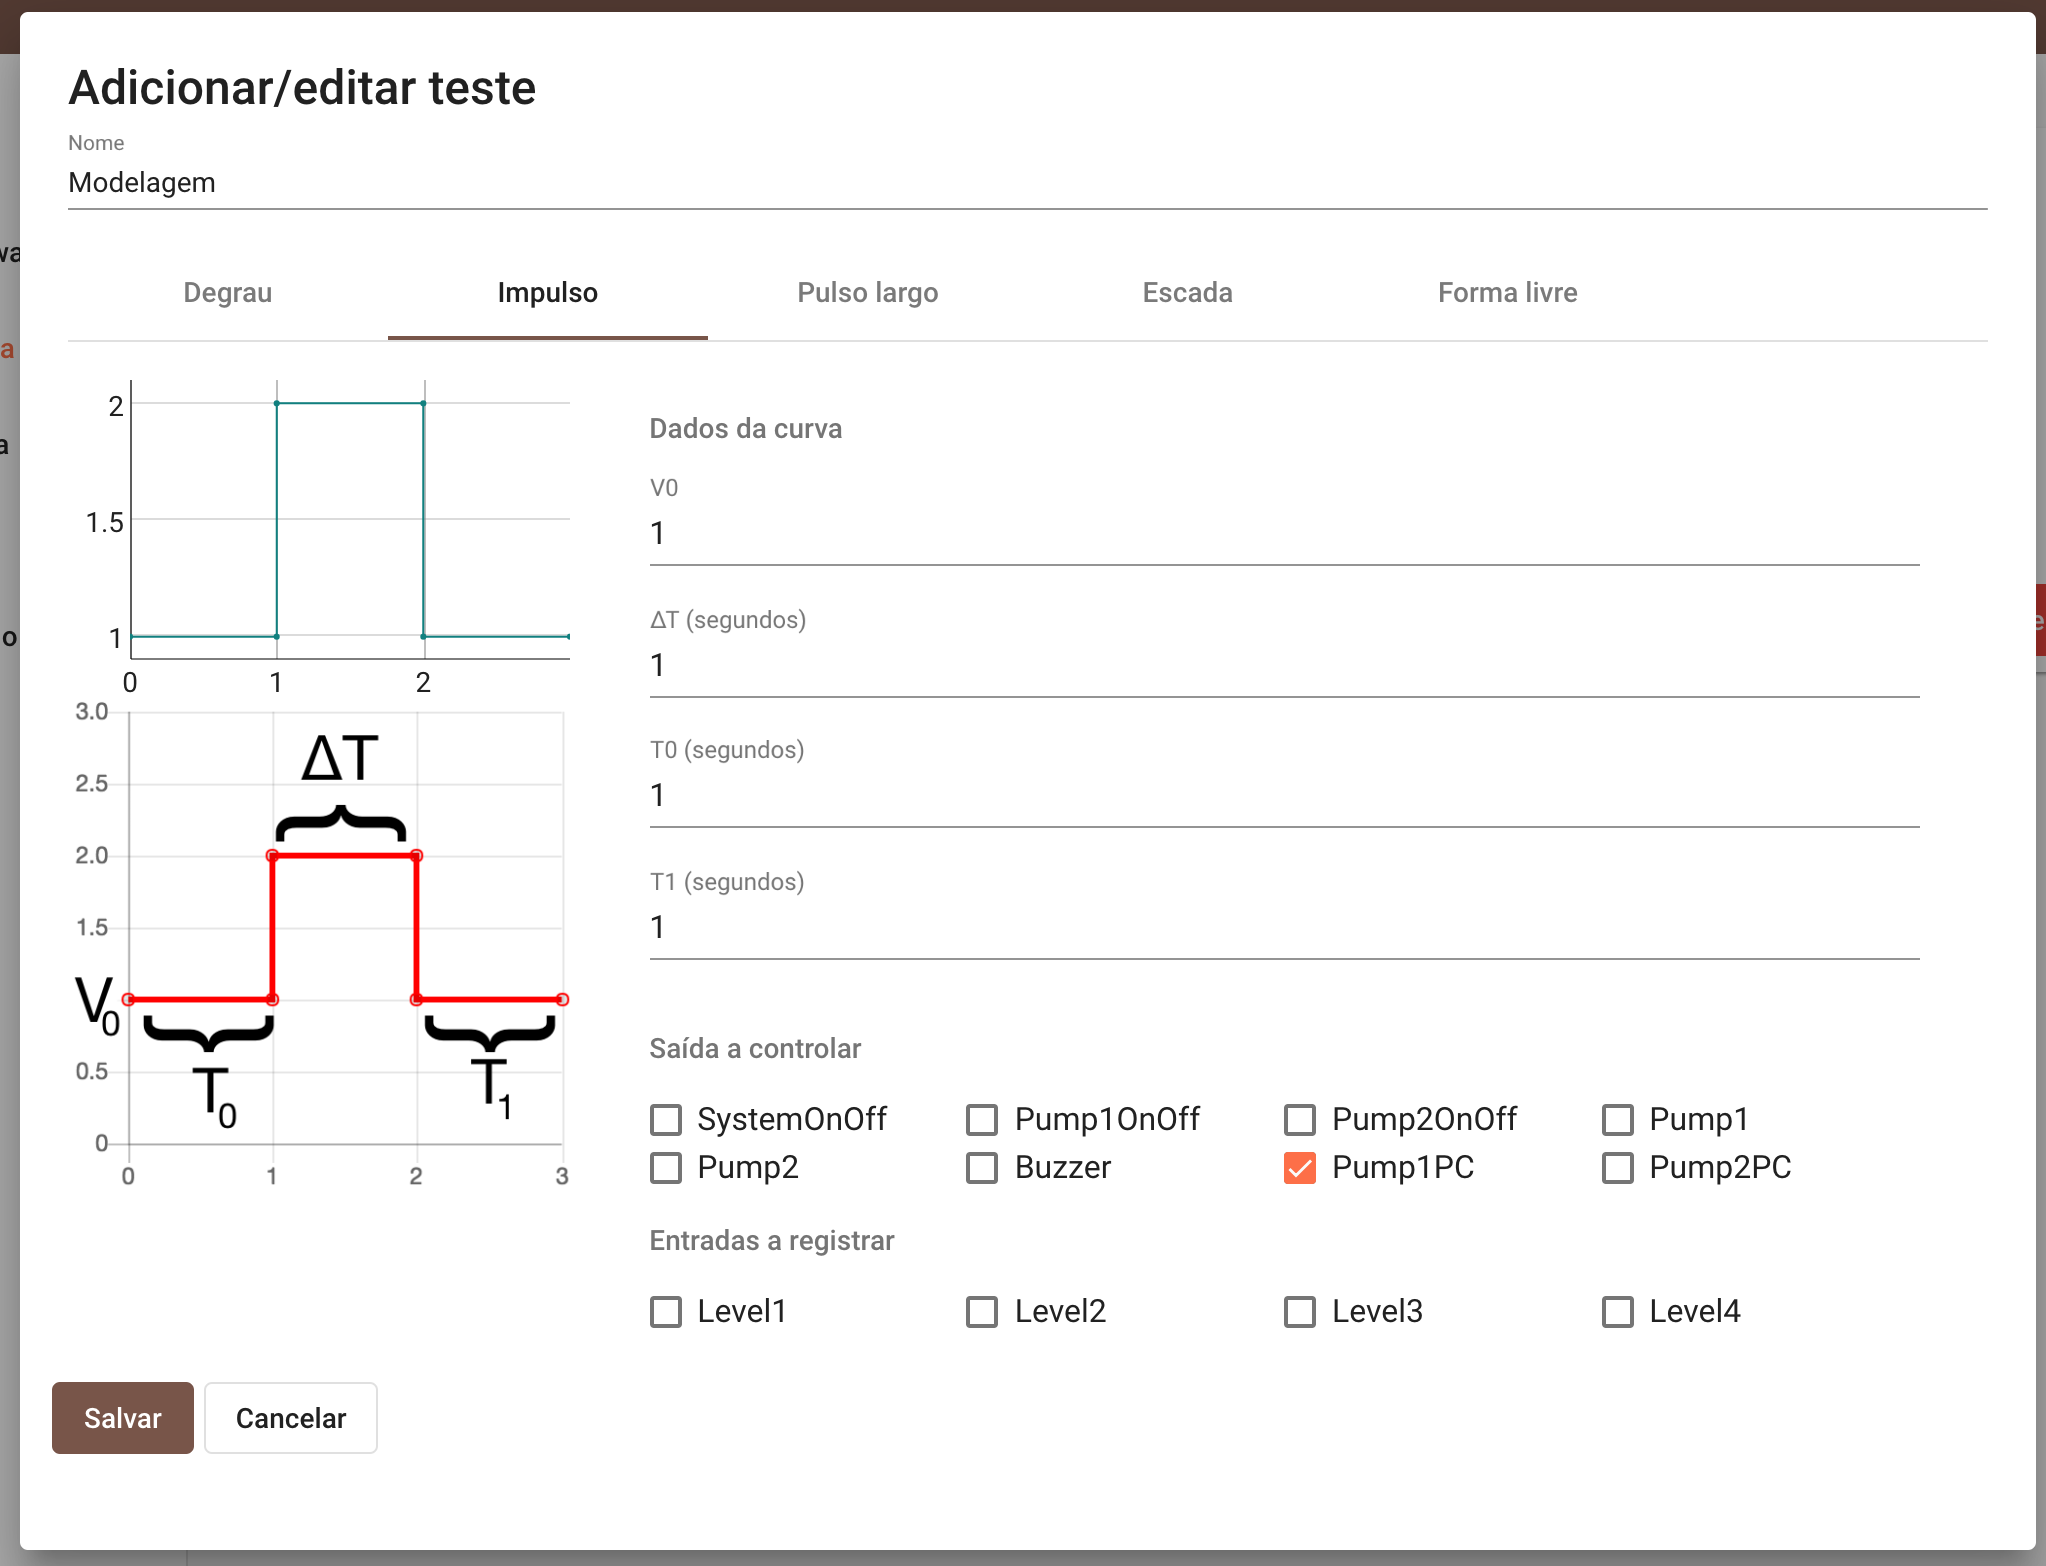 Adicionar/editar teste
Nome
Modelagem
Degrau Impulso Pulso largo Escada Forma livre
2
1.5
1
0 1 2
3.0
2.5
2.0
1.5
0.5
0
0 1 2 3
ΔT
V0
T0
T1
Dados da curva
V0
1
ΔT (segundos)
1
T0 (segundos)
1
T1 (segundos)
1
Saída a controlar
SystemOnOff Pump1OnOff Pump2OnOff Pump1
Pump2 Buzzer Pump1PC Pump2PC
Entradas a registrar
Level1 Level2 Level3 Level4
Salvar Cancelar